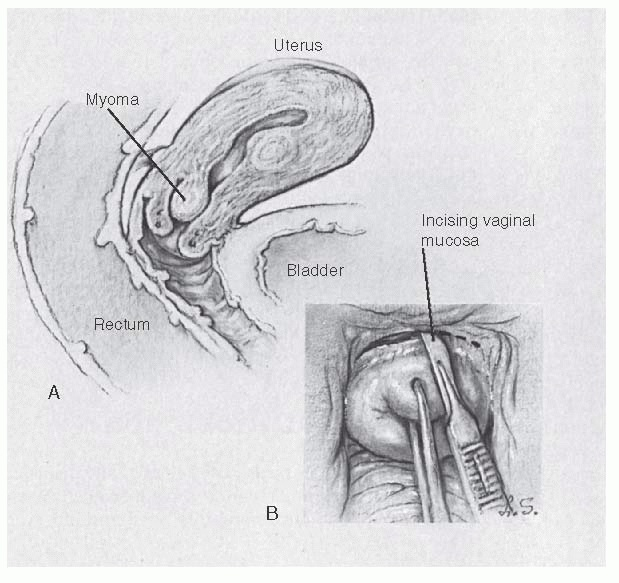 Uterus
Myoma
Incising vaginal
mucosa
Bladder
Rectum
A
B